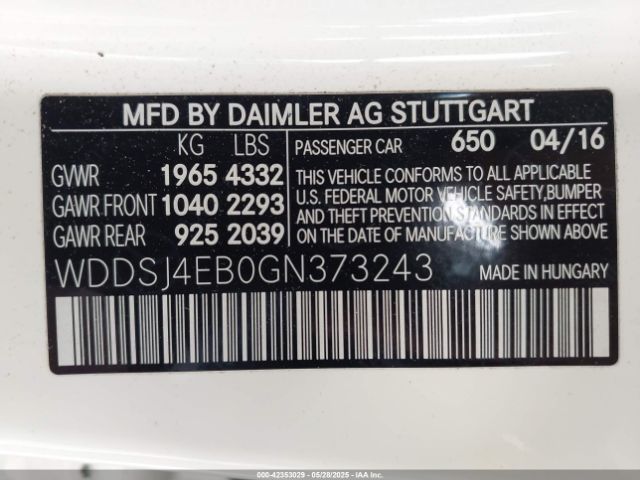 MFD BY DAIMLER AG STUTTGART
KG LBS
GVWR 1965 4332
GAWR FRONT 1040 2293
GAWR REAR 925 2039
PASSENGER CAR 650 04/16
THIS VEHICLE CONFORMS TO ALL APPLICABLE
U.S. FEDERAL MOTOR VEHICLE SAFETY,BUMPER
AND THEFT PREVENTION STANDARDS IN EFFECT
ON THE DATE OF MANUFACTURE SHOWN ABOVE.
WDDSJ4EB0GN373243 MADE IN HUNGARY
000-42353029 - 05/28/2025 - IAA, Inc.